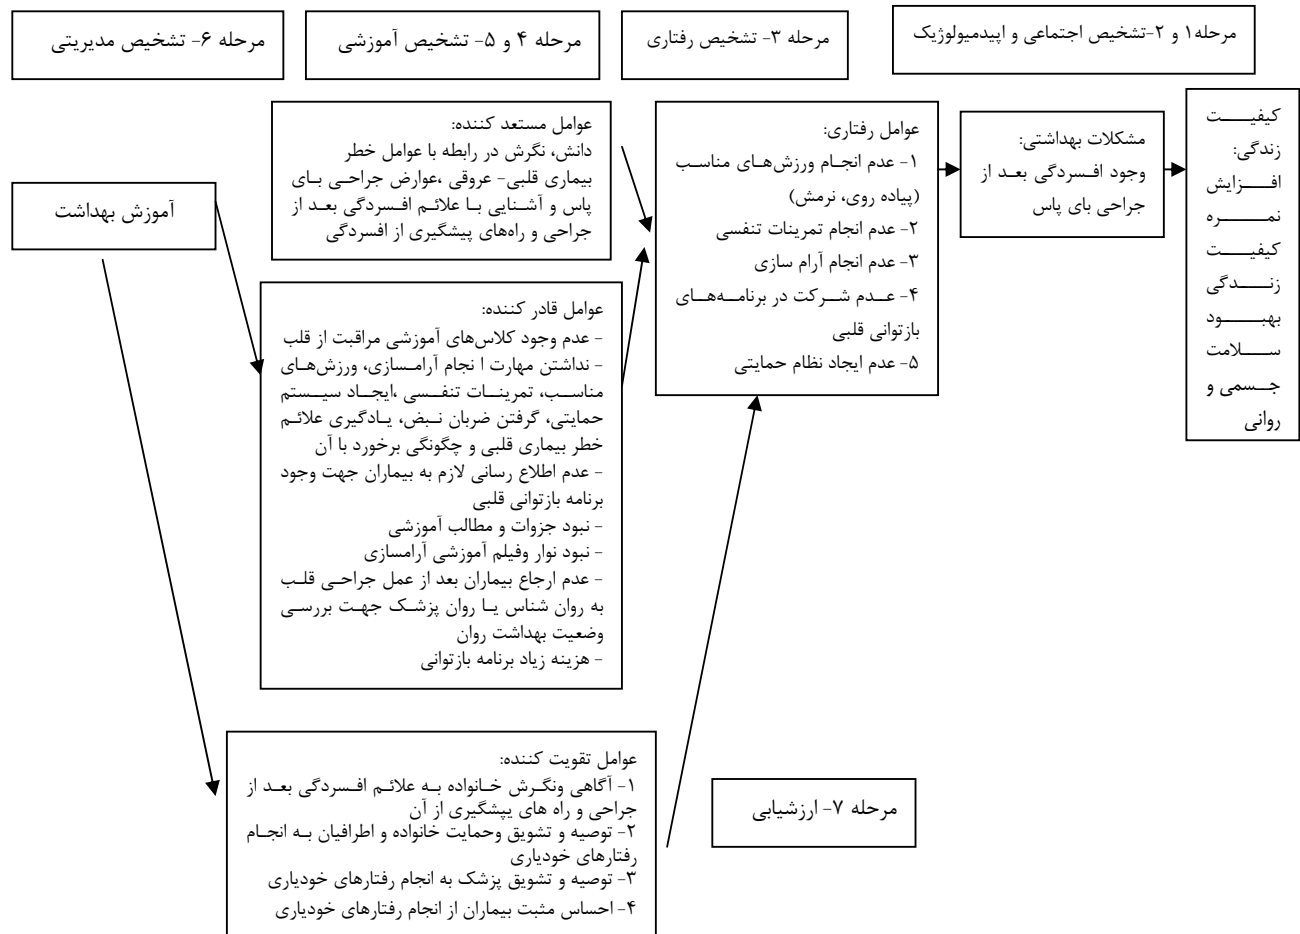 مرحله۱ و ۲-تشخیص اجتماعی و اپیدمیولوژیک
مرحله ۳- تشخیص رفتاری
مرحله ۴ و ۵- تشخیص آموزشی
مرحله ۶- تشخیص مدیریتی
کیفیت
زندگی:
افزایش
نمره
کیفیت
زندگی
بهبود
سلامت
جسمی و
روانی
مشکلات بهداشتی:
وجود افسردگی بعد از
جراحی بای پاس
عوامل رفتاری:
۱- عدم انجام ورزش‌های مناسب
(پیاده روی، نرمش)
۲- عدم انجام تمرینات تنفسی
۳- عدم انجام آرام سازی
۴- عدم شرکت در برنامه‌های
بازتوانی قلبی
۵- عدم ایجاد نظام حمایتی
عوامل مستعد کننده:
دانش، نگرش در رابطه با عوامل خطر
بیماری قلبی- عروقی ،عوارض جراحی بای
پاس و آشنایی با علائم افسردگی بعد از
جراحی و راه‌های پیشگیری از افسردگی
آموزش بهداشت
عوامل قادر کننده:
- عدم وجود کلاس‌های آموزشی مراقبت از قلب
- نداشتن مهارت ا نجام آرامسازی، ورزش‌های
مناسب، تمرینات تنفسی ،ایجاد سیستم
حمایتی، گرفتن ضربان نبض، یادگیری علائم
خطر بیماری قلبی و چگونگی برخورد با آن
- عدم اطلاع رسانی لازم به بیماران جهت وجود
برنامه بازتوانی قلبی
- نبود جزوات و مطالب آموزشی
- نبود نوار وفیلم آموزشی آرامسازی
- عدم ارجاع بیماران بعد از عمل جراحی قلب
به روان شناس یا روان پزشک جهت بررسی
وضعیت بهداشت روان
- هزینه زیاد برنامه بازتوانی
عوامل تقویت کننده:
۱- آگاهی ونگرش خانواده به علائم افسردگی بعد از
جراحی و راه های پیشگیری از آن
۲- توصیه و تشویق وحمایت خانواده و اطرافیان به انجام
رفتارهای خودیاری
۳- توصیه و تشویق پزشک به انجام رفتارهای خودیاری
۴- احساس مثبت بیماران از انجام رفتارهای خودیاری
مرحله ۷- ارزشیابی